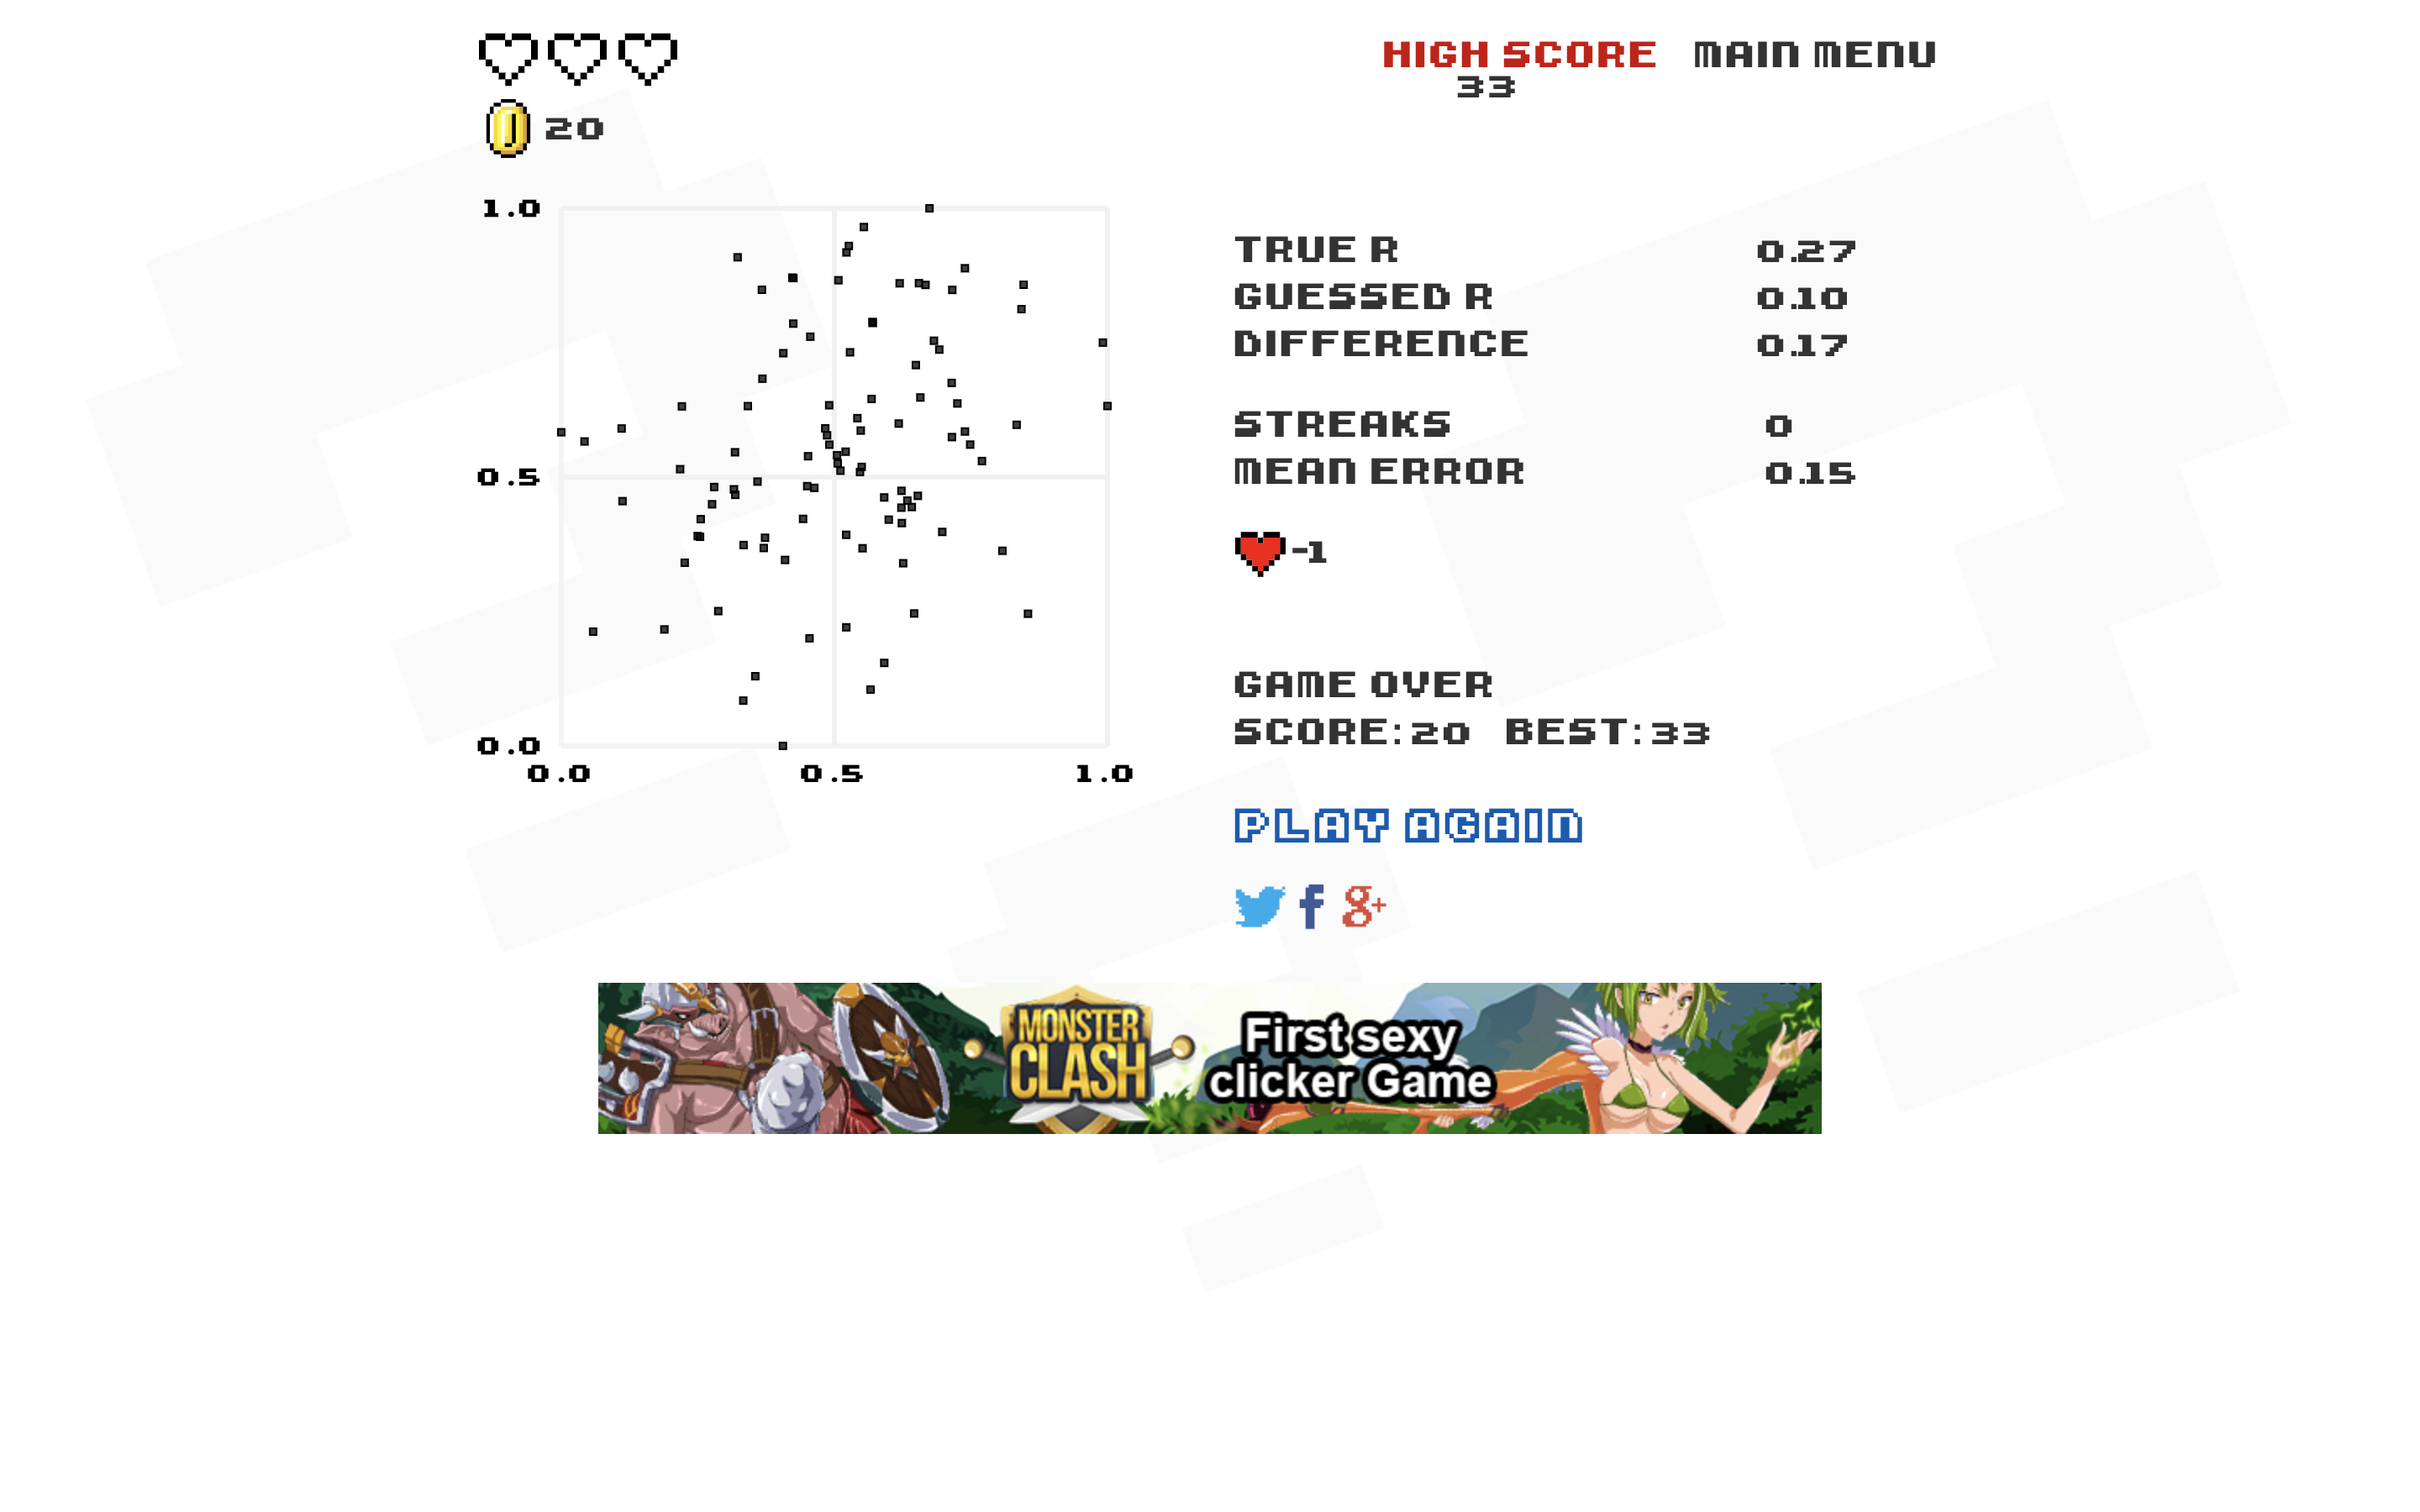 HIGH SCORE MAIN MENU
33
20
1.0
0.5
0.0
0.0 0.5 1.0
TRUE R 0.27
GUESSED R 0.10
DIFFERENCE 0.17
STREAKS 0
MEAN ERROR 0.15
-1
GAME OVER
SCORE:20 BEST:33
PLAY AGAIN
f g+
MONSTER
CLASH
First sexy
clicker Game